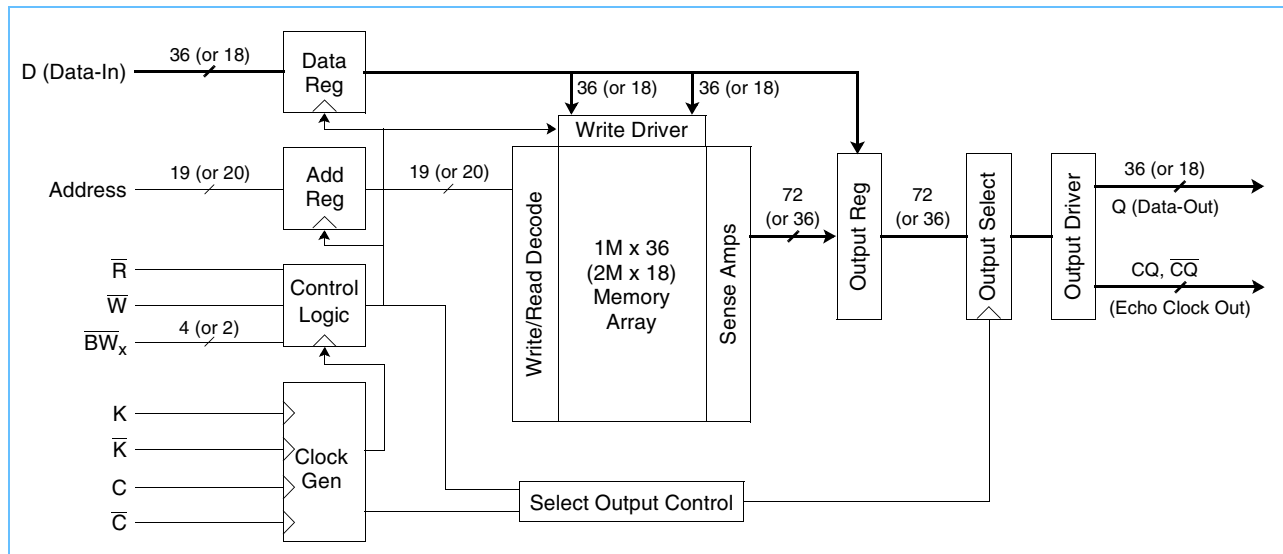 D (Data-In)
36 (or 18)
Data
Reg
36 (or 18)
36 (or 18)
Write Driver
Address
19 (or 20)
Add
Reg
19 (or 20)
Write/Read Decode
1M x 36
(2M x 18)
Memory
Array
Sense Amps
72
(or 36)
Output Reg
72
(or 36)
Output Select
Output Driver
36 (or 18)
Q (Data-Out)
CQ, C̅Q̅
(Echo Clock Out)
R̅
W̅
B̅W̅x
4 (or 2)
Control
Logic
K
K̅
C
C̅
Clock
Gen
Select Output Control